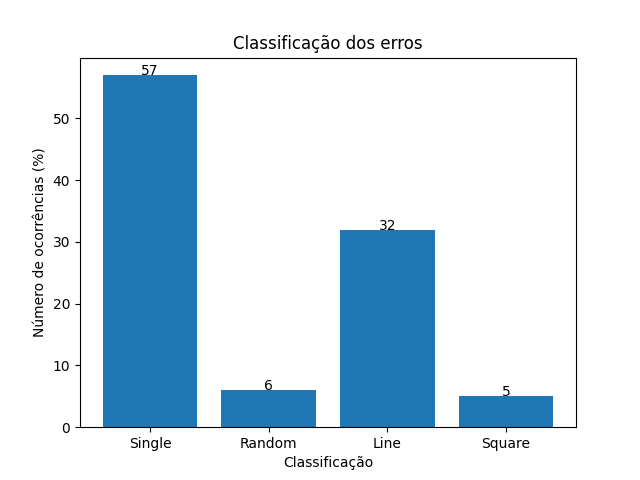 Classificação dos erros
Número de ocorrências (%)
50
40
30
20
10
0
57
6
32
5
Single
Random
Line
Square
Classificação